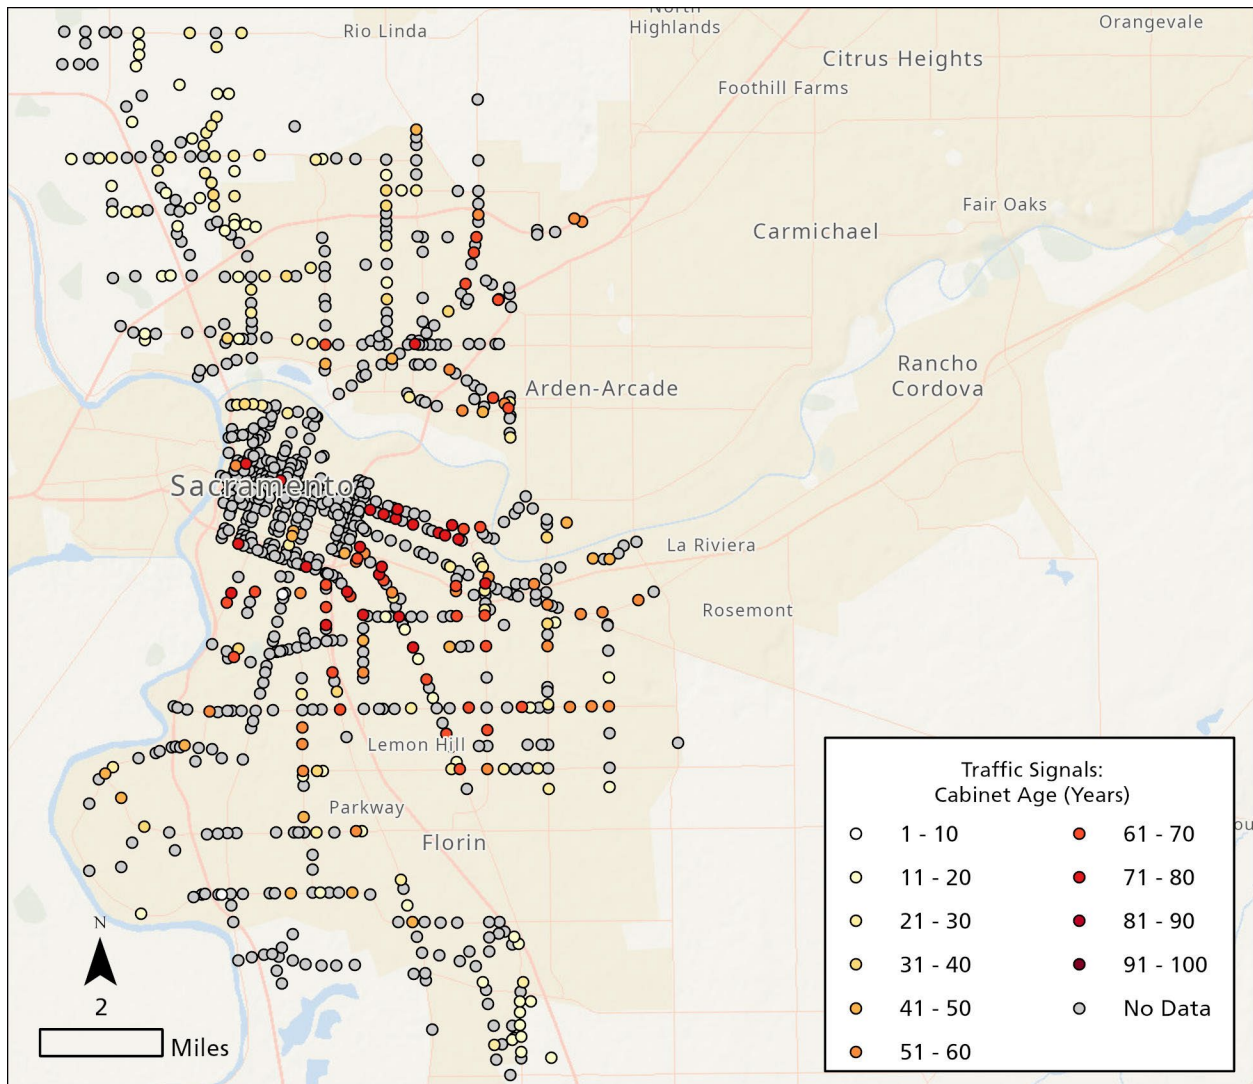 North
Highlands
Orangevale
Rio Linda
Citrus Heights
Foothill Farms
Fair Oaks
Carmichael
Rancho
Cordova
Arden-Arcade
Sacramento
La Riviera
Rosemont
Lemon Hill
Parkway
Florin
N
2
Miles
Traffic Signals:
Cabinet Age (Years)
1 - 10
11 - 20
21 - 30
31 - 40
41 - 50
51 - 60
61 - 70
71 - 80
81 - 90
91 - 100
No Data